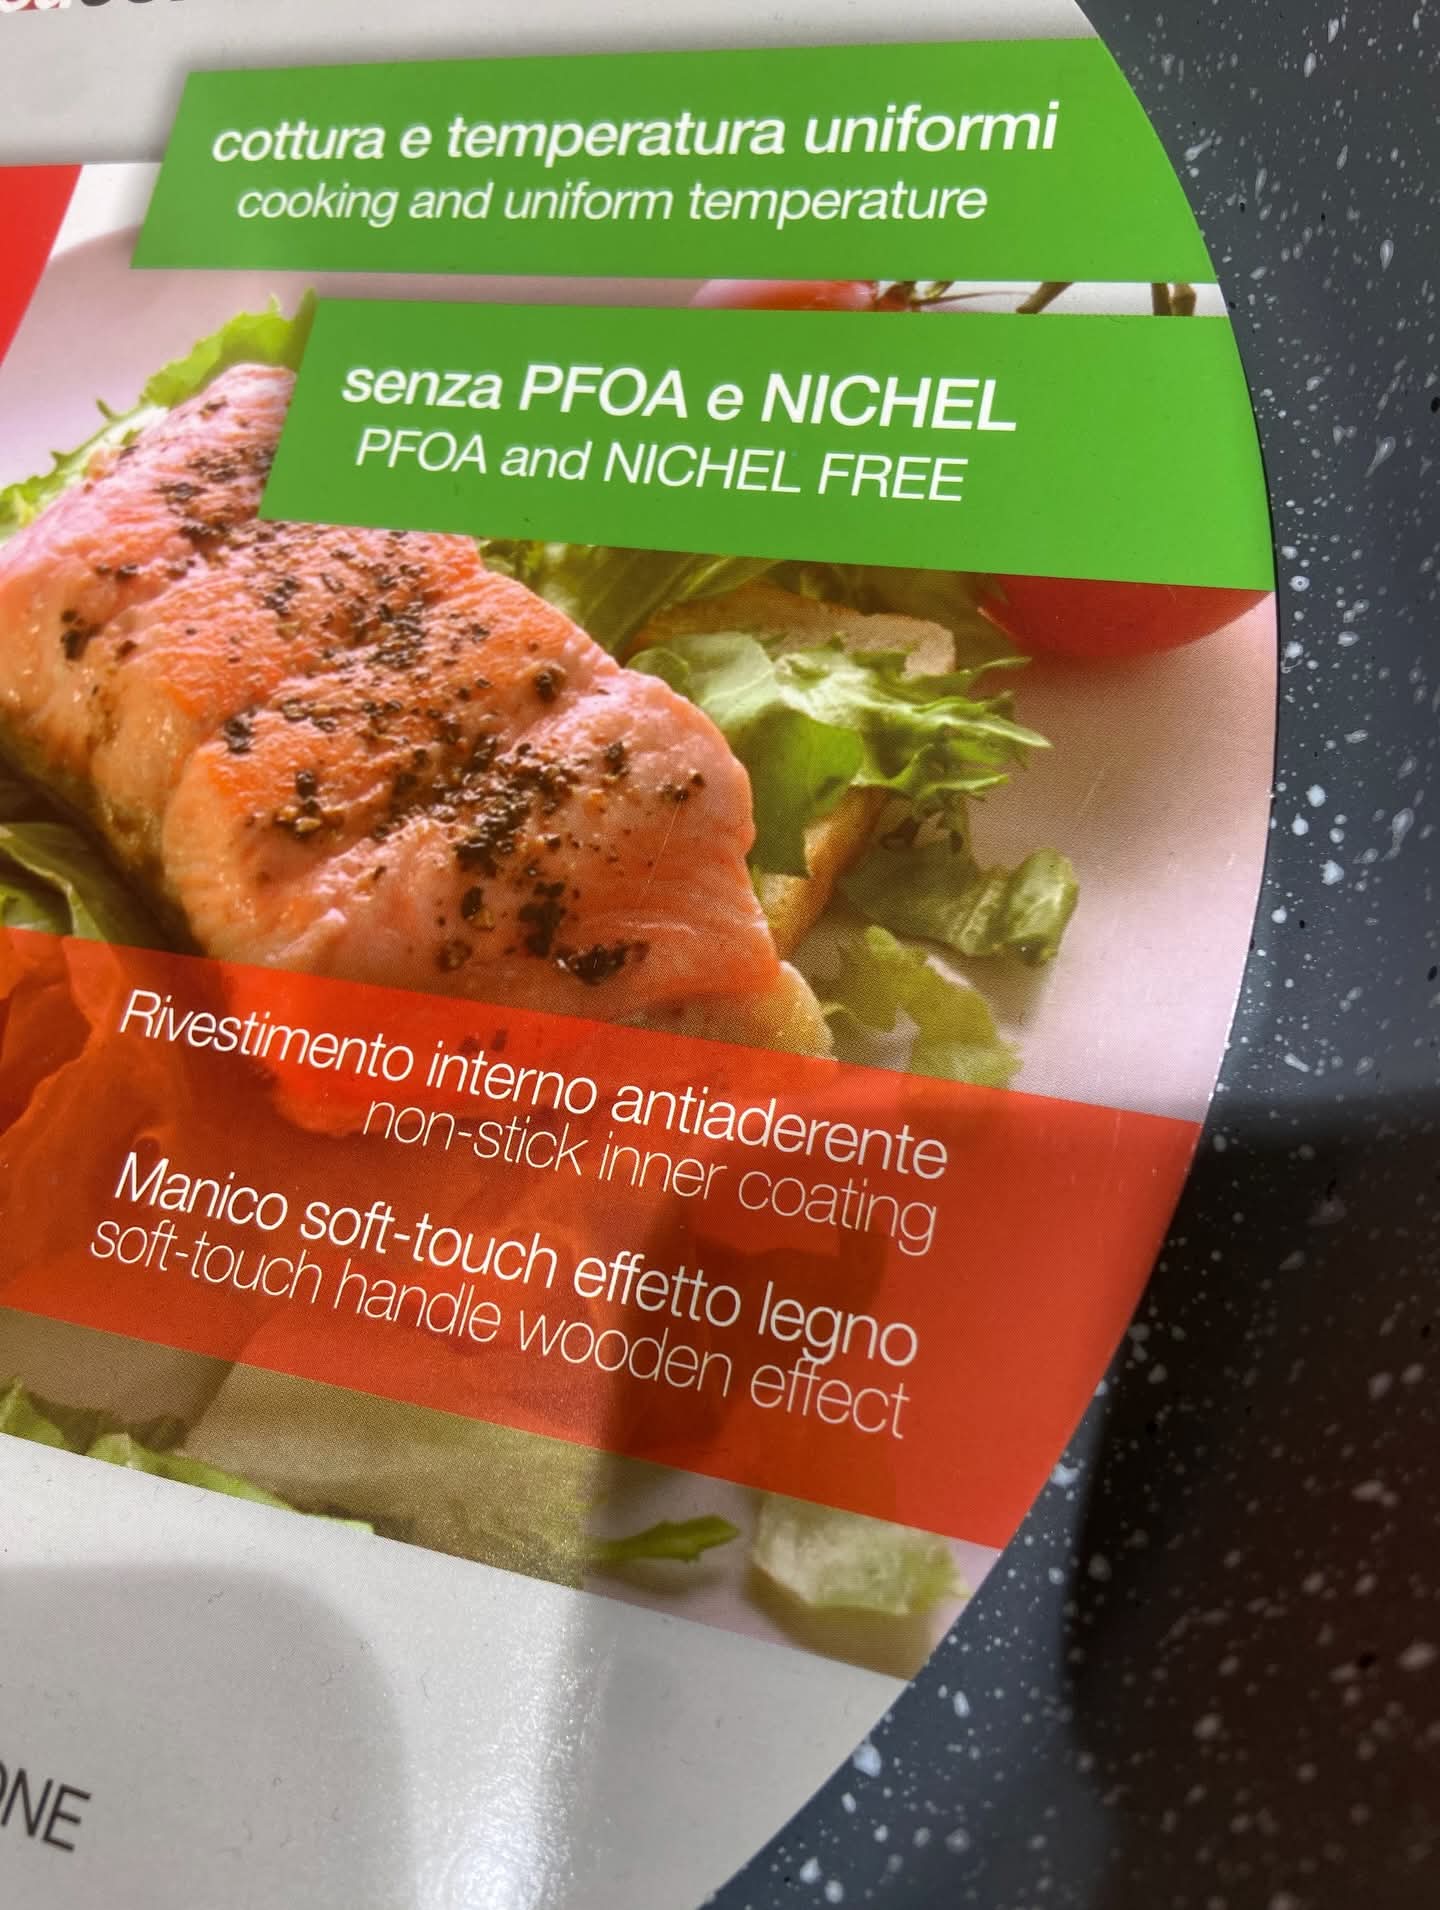 cottura e temperatura uniformi
cooking and uniform temperature
senza PFOA e NICHEL
PFOA and NICHEL FREE
Rivestimento interno antiaderente
non-stick inner coating
Manico soft-touch effetto legno
soft-touch handle wooden effect